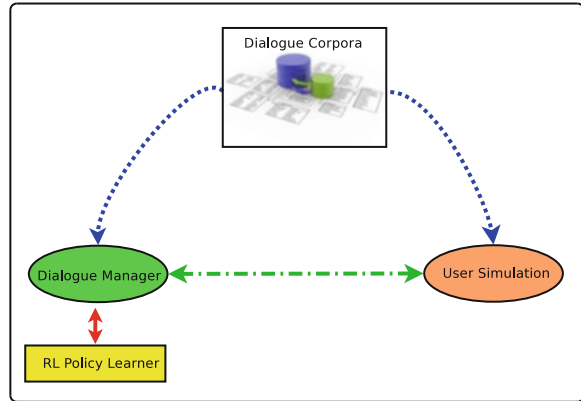 Dialogue Corpora
Dialogue Manager
User Simulation
RL Policy Learner